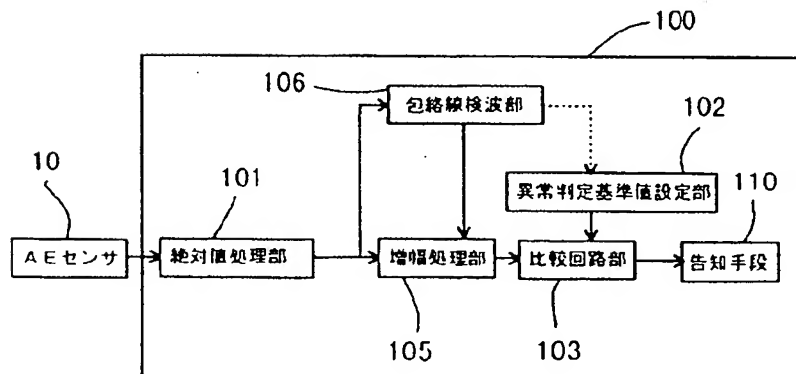 100
106
包絡線検波部
102
10
101
異常判定基準値設定部
110
AEセンサ
絶対値処理部
増幅処理部
比較回路部
告知手段
105
103